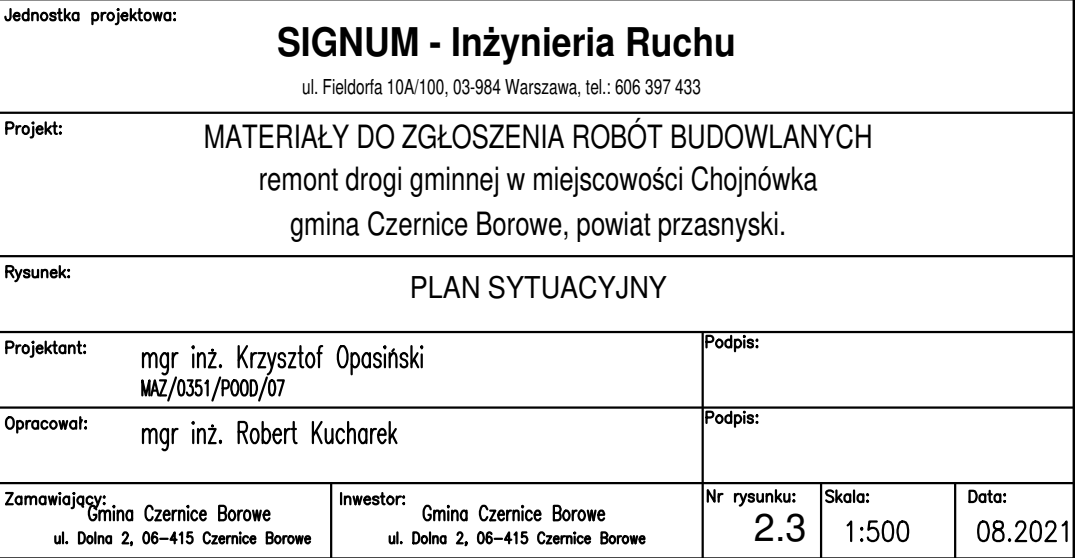 Jednostka projektowa:
SIGNUM - Inżynieria Ruchu
ul. Fieldorfa 10A/100, 03-984 Warszawa, tel.: 606 397 433
Projekt:
MATERIAŁY DO ZGŁOSZENIA ROBÓT BUDOWLANYCH
remont drogi gminnej w miejscowości Chojnówka
gmina Czernice Borowe, powiat przasnyski.
Rysunek:
PLAN SYTUACYJNY
Projektant:
mgr inż. Krzysztof Opasiński
MAZ/0351/POOD/07
Podpis:
Opracował:
mgr inż. Robert Kucharek
Podpis:
Zamawiający:
Gmina Czernice Borowe
ul. Dolna 2, 06-415 Czernice Borowe
Inwestor:
Gmina Czernice Borowe
ul. Dolna 2, 06-415 Czernice Borowe
Nr rysunku:
2.3
Skala:
1:500
Data:
08.2021